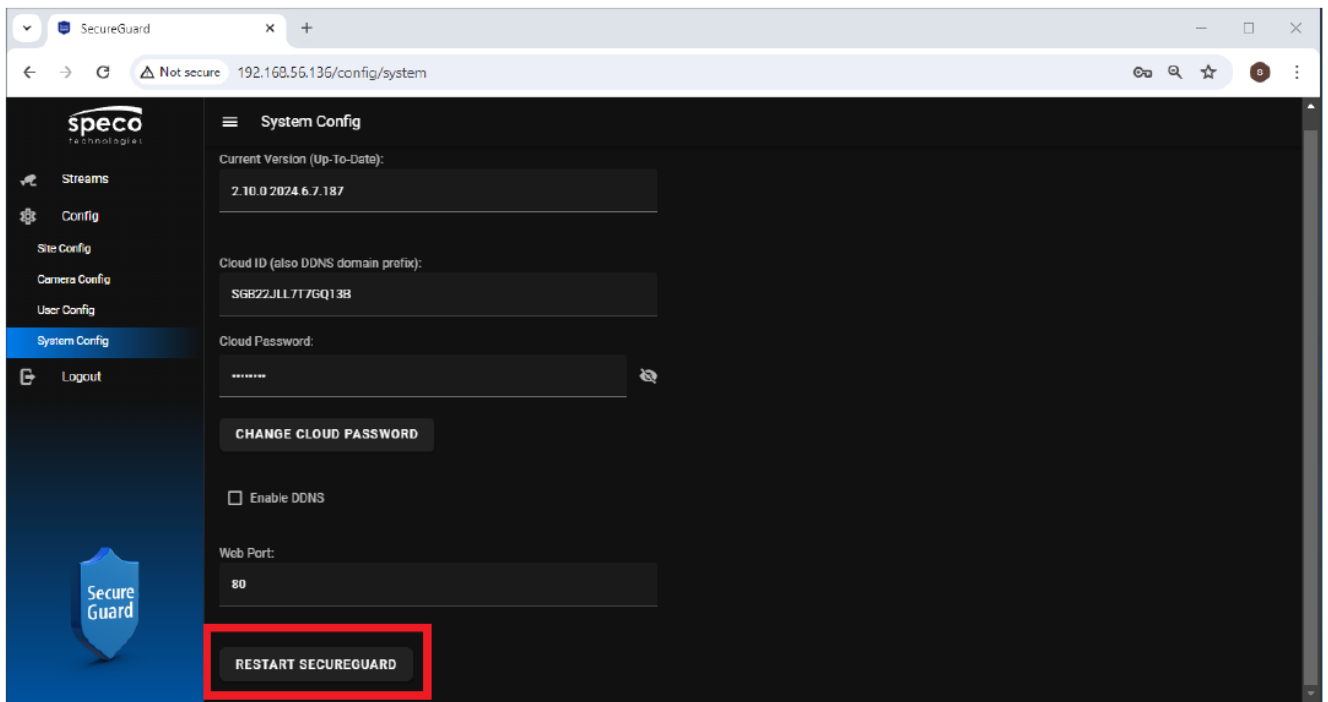 SecureGuard
Not secure 192.168.56.136/config/system
speco
technologies
System Config
Streams
Config
Site Config
Camera Config
User Config
System Config
Logout
Current Version (Up-To-Date):
2.10.0 2024.6.7.187
Cloud ID (also DDNS domain prefix):
SGB22JLL7T7GQ13B
Cloud Password:
••••••••
CHANGE CLOUD PASSWORD
Enable DDNS
Web Port:
80
RESTART SECUREGUARD
Secure
Guard